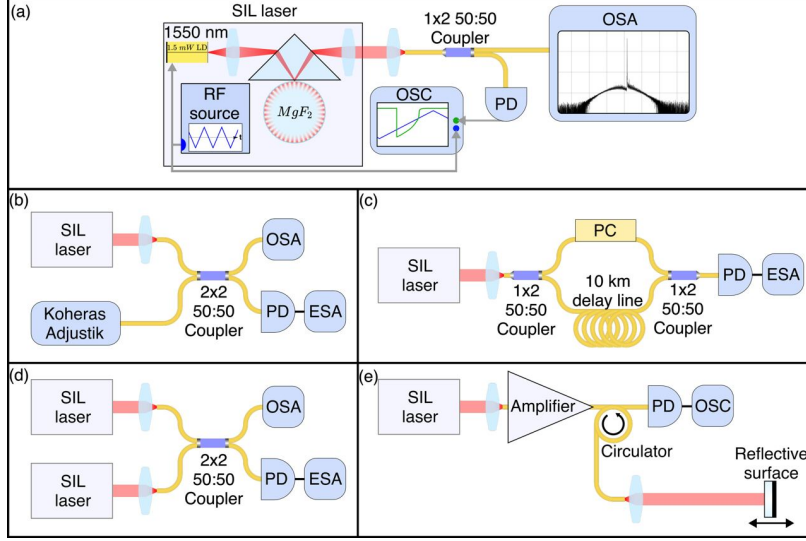 (a)
SIL laser
1550 nm
1.5 mW LD
RF
source
t
MgF2
1x2 50:50
Coupler
OSC
PD
OSA
(b)
SIL
laser
Koheras
Adjustik
2x2
50:50
Coupler
OSA
PD
ESA
(c)
SIL
laser
1x2
50:50
Coupler
PC
10 km
delay line
1x2
50:50
Coupler
PD
ESA
(d)
SIL
laser
SIL
laser
2x2
50:50
Coupler
OSA
PD
ESA
(e)
SIL
laser
Amplifier
Circulator
PD
OSC
Reflective
surface